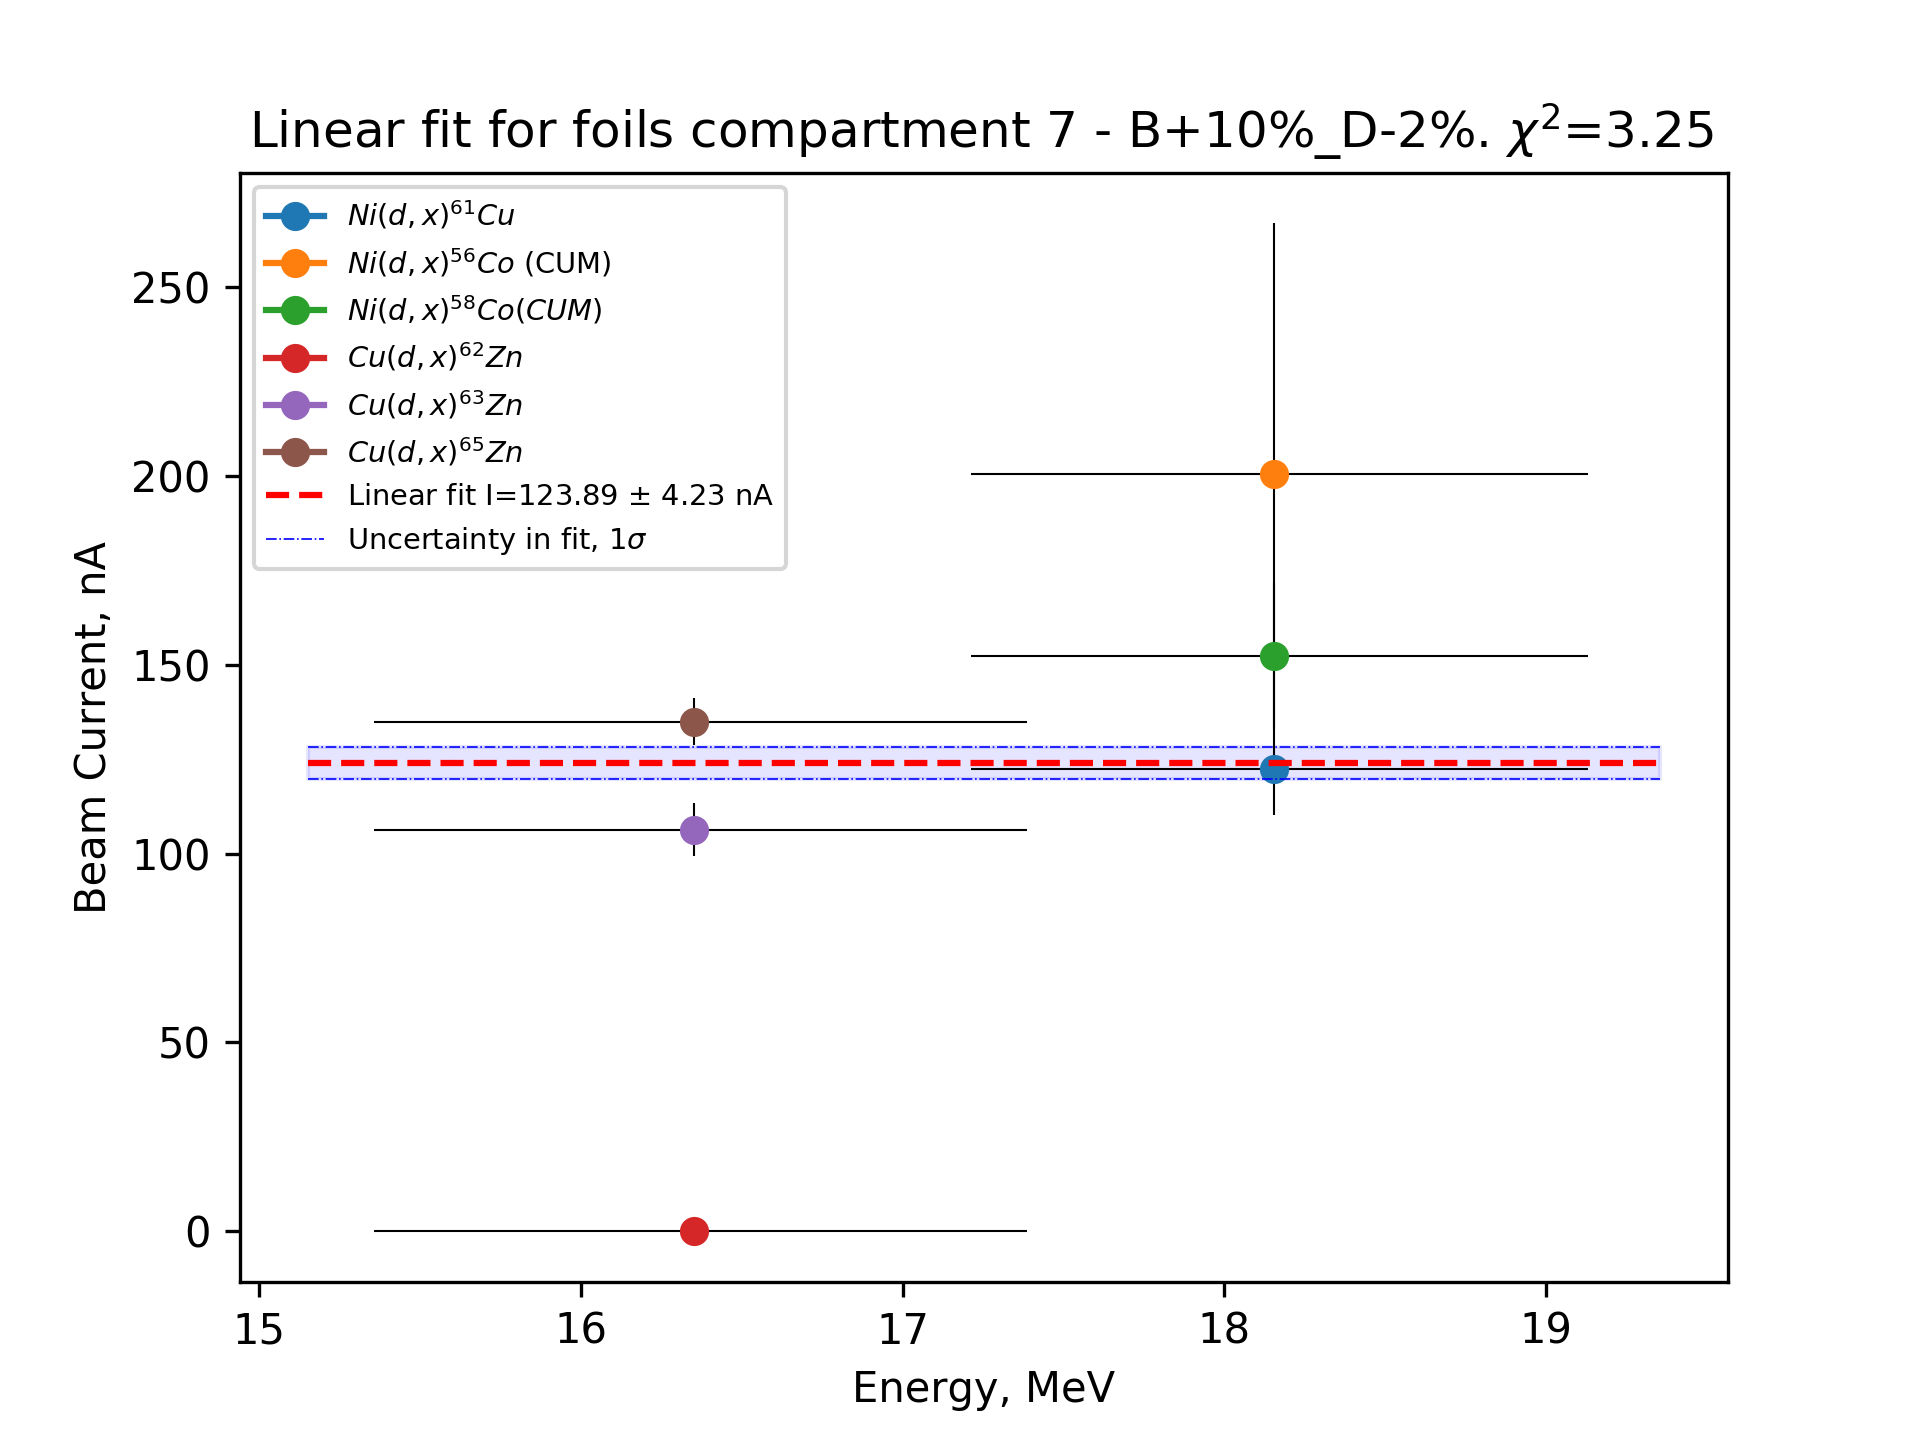 Linear fit for foils compartment 7 - B+10%_D-2%. χ²=3.25
Ni(d, x)⁶¹Cu
Ni(d, x)⁵⁶Co (CUM)
Ni(d, x)⁵⁸Co(CUM)
Cu(d, x)⁶²Zn
Cu(d, x)⁶³Zn
Cu(d, x)⁶⁵Zn
Linear fit I=123.89 ± 4.23 nA
Uncertainty in fit, 1σ
Beam Current, nA
250
200
150
100
50
0
15 16 17 18 19
Energy, MeV